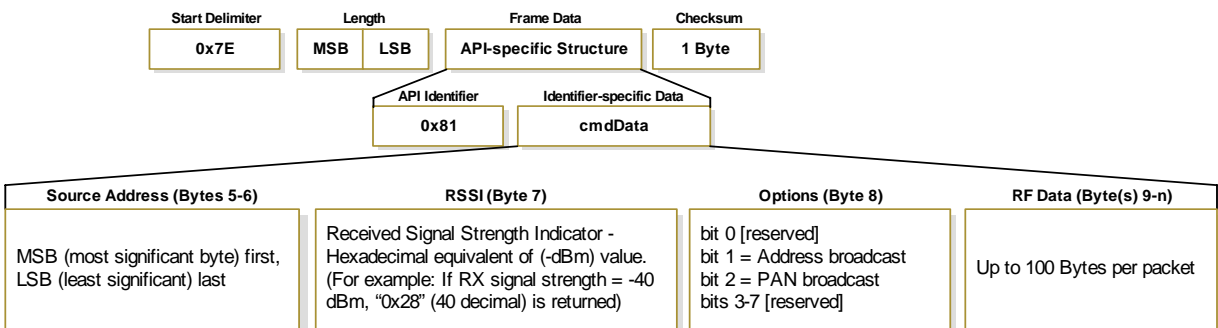 Start Delimiter
Length
Frame Data
Checksum
0x7E
MSB
LSB
API-specific Structure
1 Byte
API Identifier
Identifier-specific Data
0x81
cmdData
Source Address (Bytes 5-6)
RSSI (Byte 7)
Options (Byte 8)
RF Data (Byte(s) 9-n)
MSB (most significant byte) first,
LSB (least significant) last
Received Signal Strength Indicator -
Hexadecimal equivalent of (-dBm) value.
(For example: If RX signal strength = -40
dBm, “0x28” (40 decimal) is returned)
bit 0 [reserved]
bit 1 = Address broadcast
bit 2 = PAN broadcast
bits 3-7 [reserved]
Up to 100 Bytes per packet